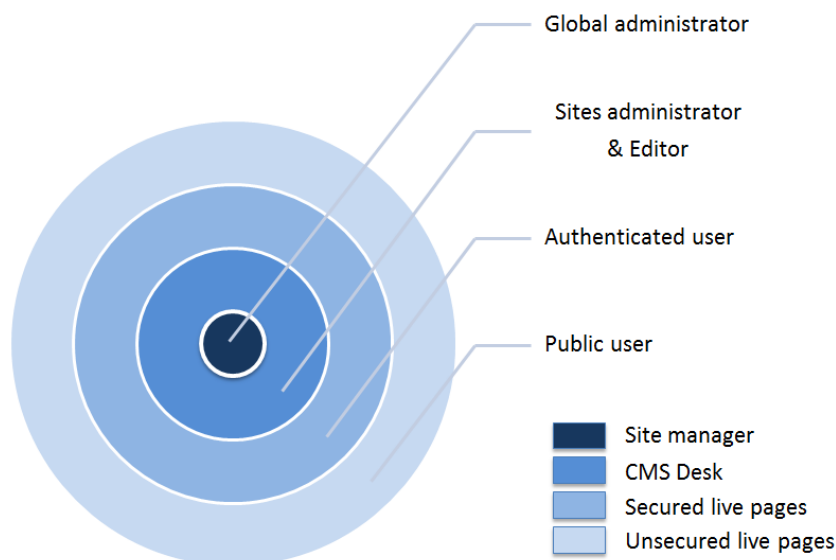 Global administrator
Sites administrator
& Editor
Authenticated user
Public user
Site manager
CMS Desk
Secured live pages
Unsecured live pages